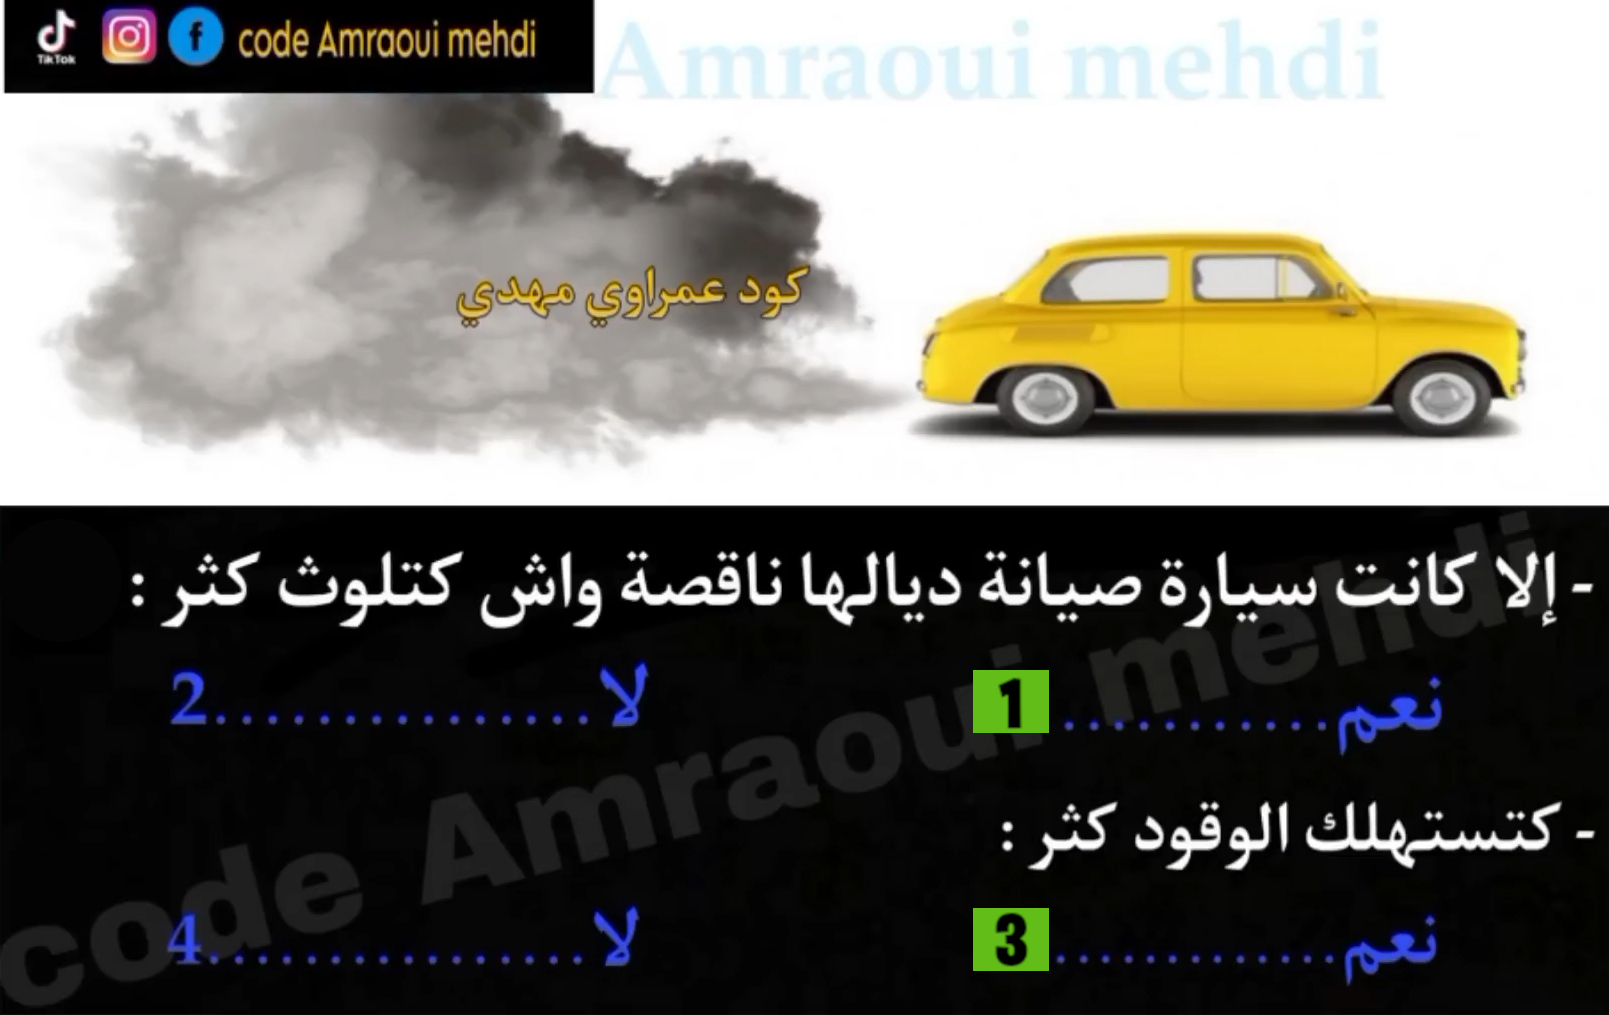 TikTok code Amraoui mehdi
Amraoui mehdi
كود عمراوي مهدي
- إلا كانت سيارة صيانة ديالها ناقصة واش كتلوث كثر :
نعم............ 1 لا................2
- كتستهلك الوقود كثر :
نعم............. 3 لا................4
code Amraoui mehdi